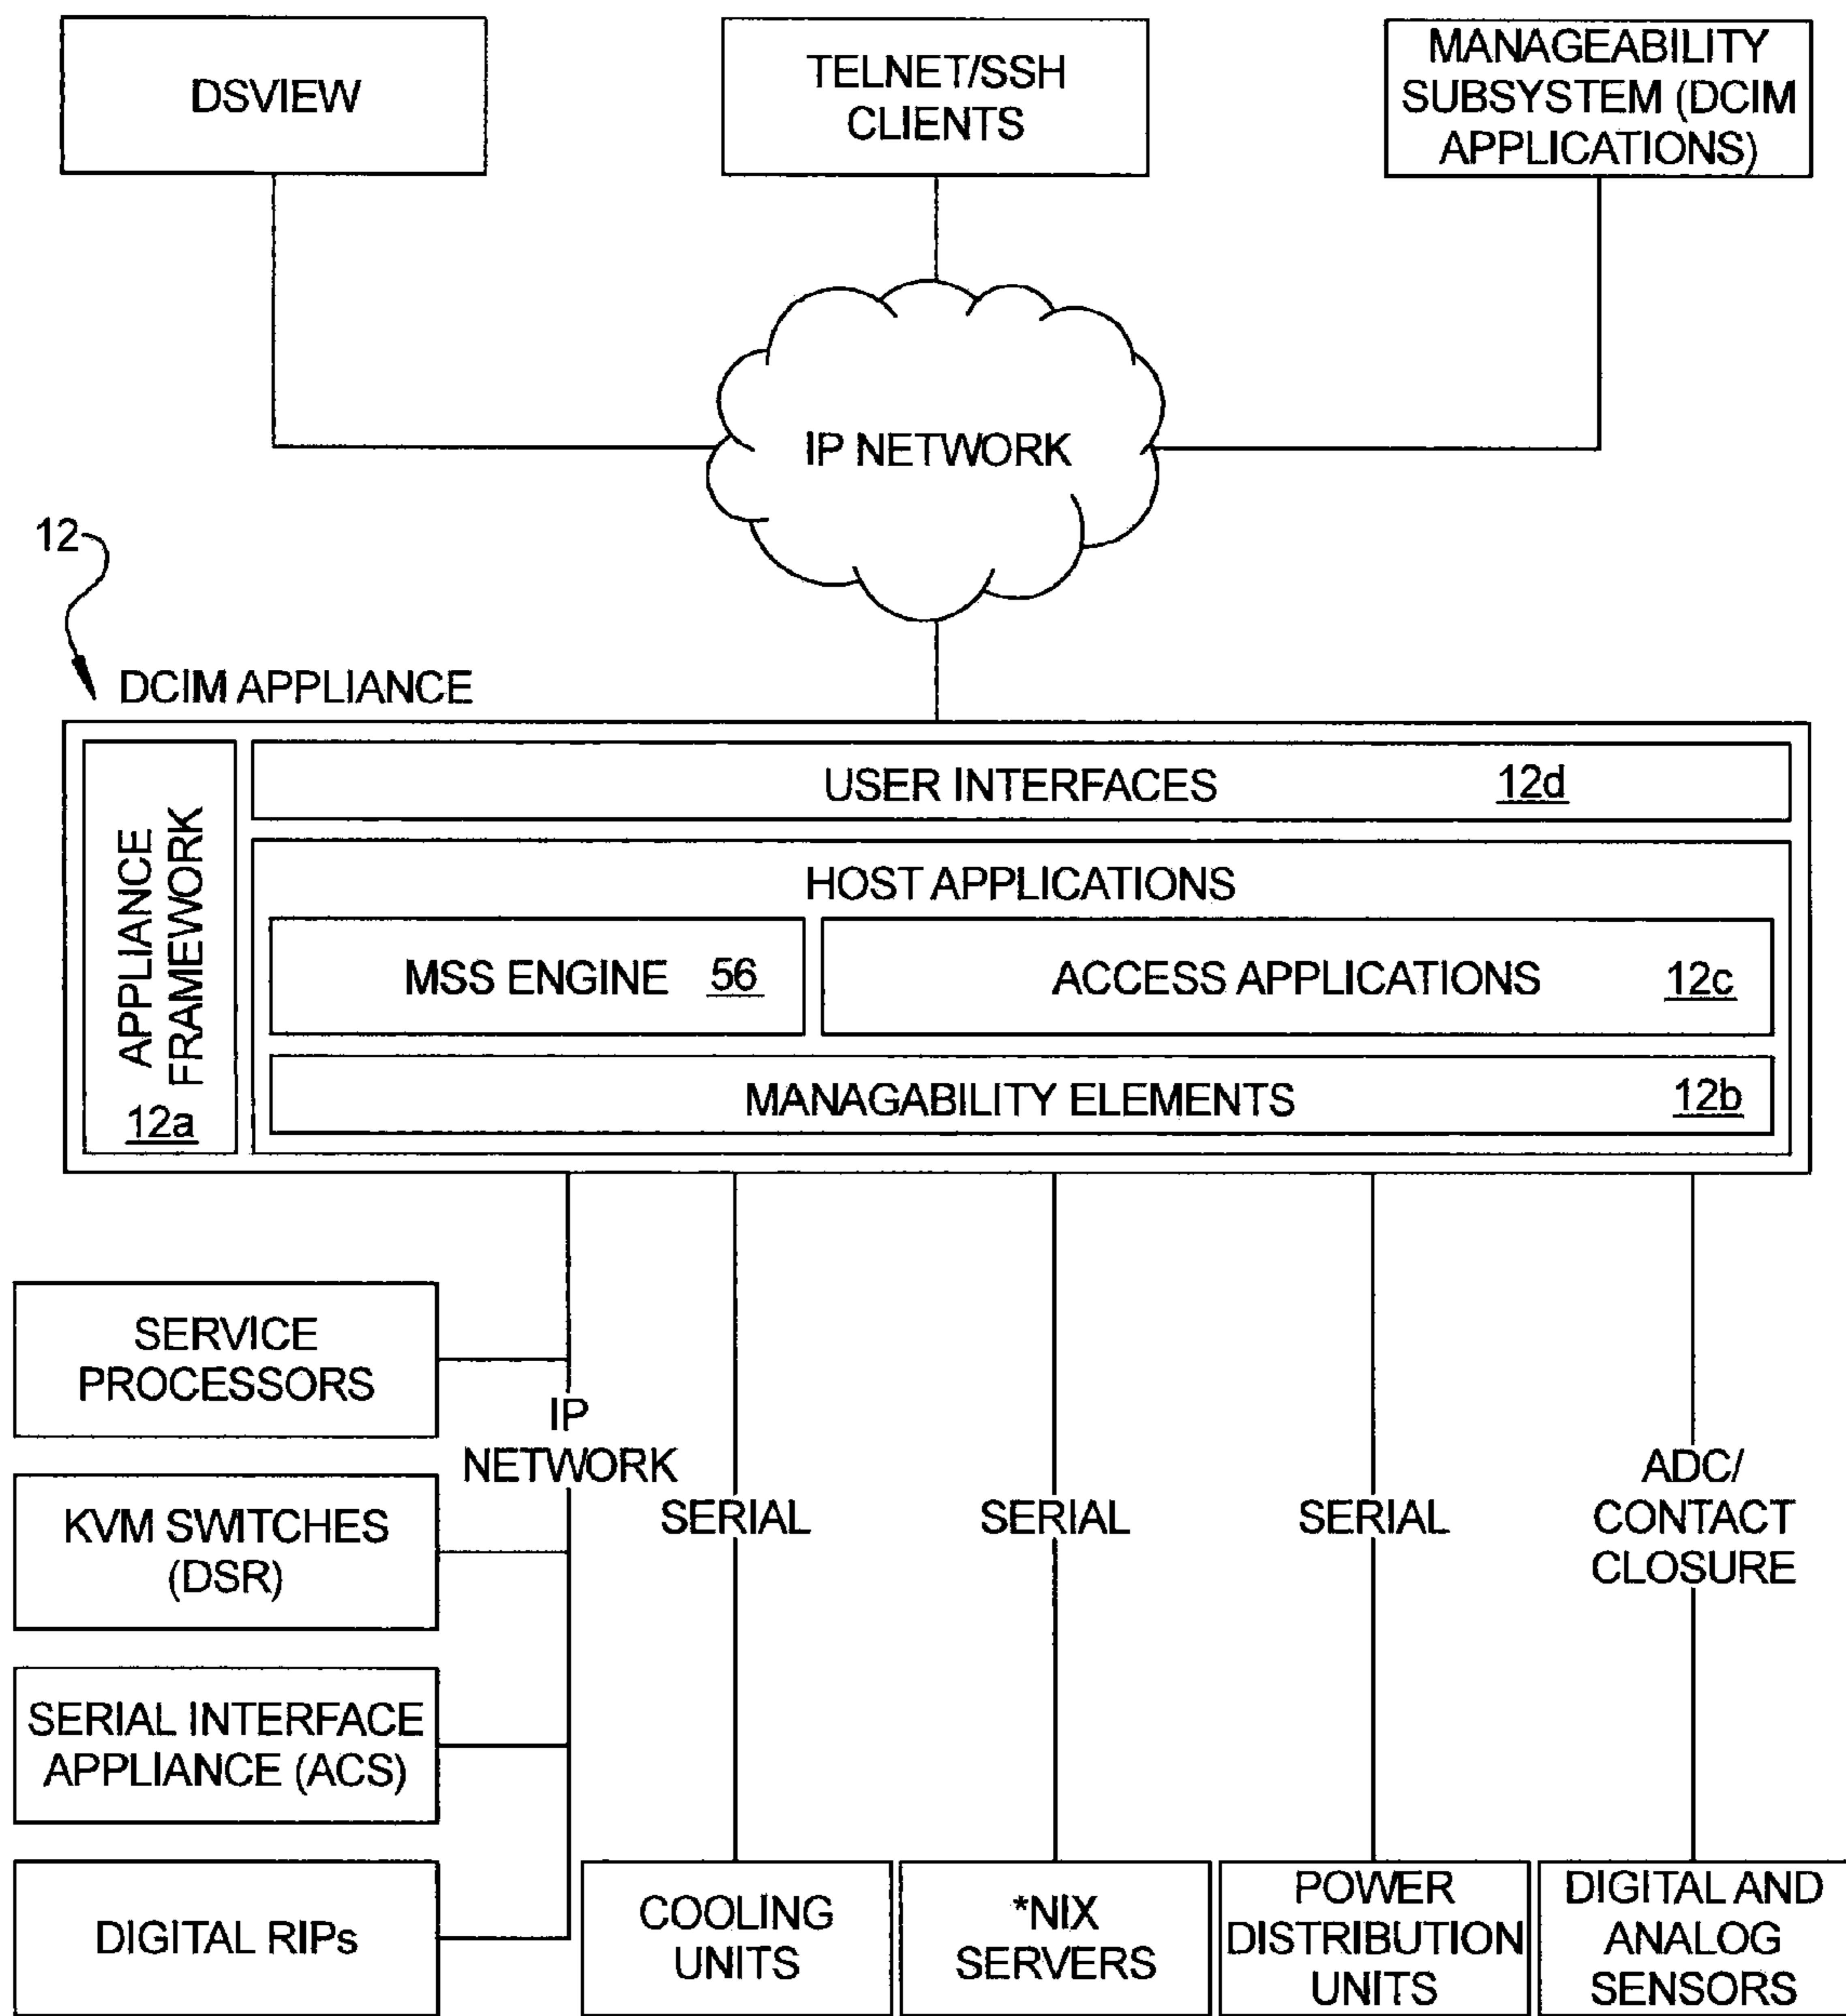 DSVIEW
TELNET/SSH
CLIENTS
MANAGEABILITY
SUBSYSTEM (DCIM
APPLICATIONS)
IP NETWORK
12
DCIM APPLIANCE
APPLIANCE
FRAMEWORK
12a
USER INTERFACES 12d
HOST APPLICATIONS
MSS ENGINE 56
ACCESS APPLICATIONS 12c
MANAGABILITY ELEMENTS 12b
SERVICE
PROCESSORS
IP
NETWORK
KVM SWITCHES
(DSR)
SERIAL
SERIAL
SERIAL
ADC/
CONTACT
CLOSURE
SERIAL INTERFACE
APPLIANCE (ACS)
DIGITAL RIPs
COOLING
UNITS
*NIX
SERVERS
POWER
DISTRIBUTION
UNITS
DIGITAL AND
ANALOG
SENSORS